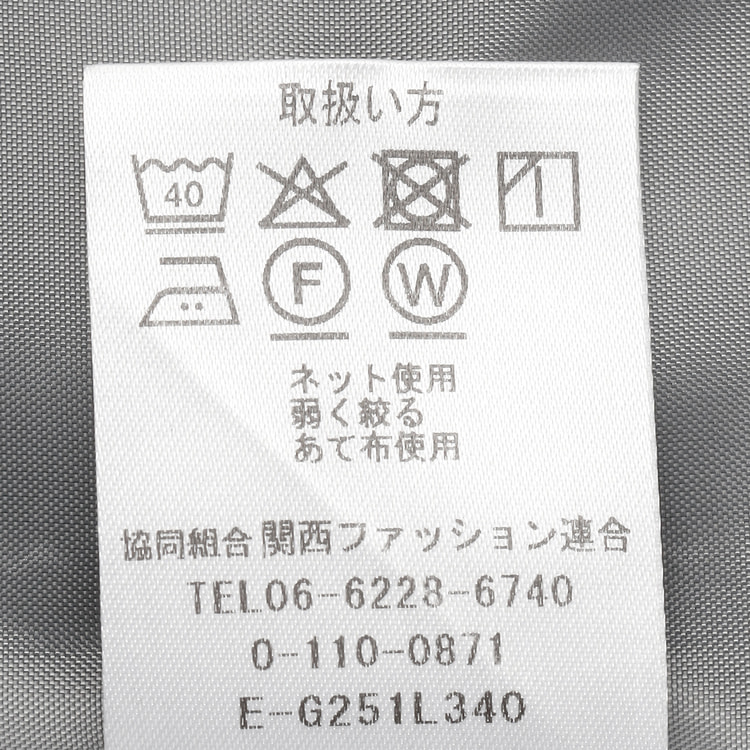 取扱い方
40
F W
ネット使用
弱く絞る
あて布使用
協同組合関西ファッション連合
TEL06-6228-6740
0-110-0871
E-G251L340